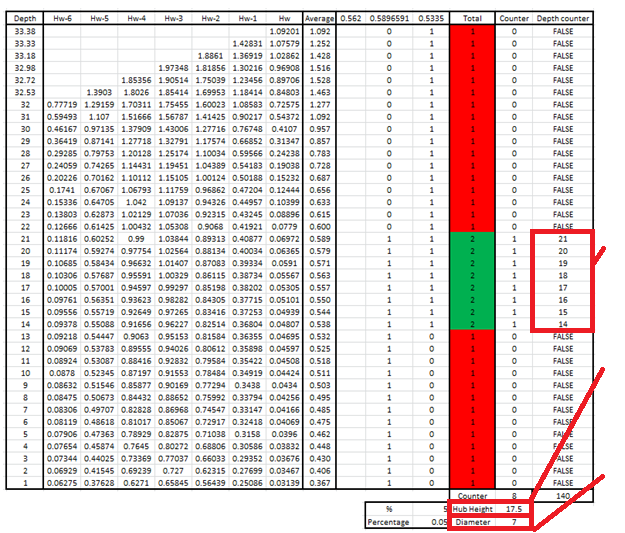 Depth Hw-6 Hw-5 Hw-4 Hw-3 Hw-2 Hw-1 Hw Average 0.562 0.5896591 0.5335 Total Counter Depth counter
33.38 1.09201 1.092 0 1 1 0 FALSE
33.33 1.42831 1.07579 1.252 0 1 1 0 FALSE
33.18 1.8861 1.36919 1.02862 1.428 0 1 1 0 FALSE
32.98 1.97348 1.81856 1.30216 0.96908 1.516 0 1 1 0 FALSE
32.72 1.85356 1.90514 1.75039 1.23456 0.89706 1.528 0 1 1 0 FALSE
32.53 1.3903 1.8026 1.85414 1.69953 1.18414 0.84803 1.463 0 1 1 0 FALSE
32 0.77719 1.29159 1.70311 1.75455 1.60023 1.08583 0.72575 1.277 0 1 1 0 FALSE
31 0.59493 1.107 1.51666 1.56787 1.41425 0.90217 0.54372 1.092 0 1 1 0 FALSE
30 0.46167 0.97135 1.37909 1.43006 1.27716 0.76748 0.4107 0.957 0 1 1 0 FALSE
29 0.36419 0.87141 1.27718 1.32791 1.17574 0.66852 0.31347 0.857 0 1 1 0 FALSE
28 0.29285 0.79753 1.20128 1.25174 1.10034 0.59566 0.24238 0.783 0 1 1 0 FALSE
27 0.24059 0.74265 1.14431 1.19451 1.04389 0.54183 0.19038 0.728 0 1 1 0 FALSE
26 0.20226 0.70162 1.10112 1.15105 1.00124 0.50188 0.15232 0.687 0 1 1 0 FALSE
25 0.1741 0.67067 1.06793 1.11759 0.96862 0.47204 0.12444 0.656 0 1 1 0 FALSE
24 0.15336 0.64705 1.042 1.09137 0.94326 0.44957 0.10399 0.633 0 1 1 0 FALSE
23 0.13803 0.62873 1.02129 1.07036 0.92315 0.43245 0.08896 0.615 0 1 1 0 FALSE
22 0.12666 0.61425 1.00432 1.05308 0.9068 0.41921 0.0779 0.600 0 1 1 0 FALSE
21 0.11816 0.60252 0.99 1.03844 0.89313 0.40877 0.06972 0.589 1 1 2 1 21
20 0.11174 0.59274 0.97754 1.02564 0.88134 0.40034 0.06365 0.579 1 1 2 1 20
19 0.10685 0.58434 0.96632 1.01407 0.87083 0.39334 0.0591 0.571 1 1 2 1 19
18 0.10306 0.57687 0.95591 1.00329 0.86115 0.38734 0.05567 0.563 1 1 2 1 18
17 0.10005 0.57001 0.94597 0.99297 0.85198 0.38202 0.05305 0.557 1 1 2 1 17
16 0.09761 0.56351 0.93623 0.98282 0.84305 0.37715 0.05101 0.550 1 1 2 1 16
15 0.09556 0.55719 0.92649 0.97265 0.83416 0.37253 0.04939 0.544 1 1 2 1 15
14 0.09378 0.55088 0.91656 0.96227 0.82514 0.36804 0.04807 0.538 1 1 2 1 14
13 0.09218 0.54447 0.9063 0.95153 0.81584 0.36355 0.04695 0.532 1 0 1 0 FALSE
12 0.09069 0.53783 0.89555 0.94026 0.80612 0.35898 0.04597 0.525 1 0 1 0 FALSE
11 0.08924 0.53087 0.88416 0.92832 0.79584 0.35422 0.04508 0.518 1 0 1 0 FALSE
10 0.0878 0.52345 0.87197 0.91553 0.78484 0.34919 0.04424 0.511 1 0 1 0 FALSE
9 0.08632 0.51546 0.85877 0.90169 0.77294 0.3438 0.0434 0.503 1 0 1 0 FALSE
8 0.08475 0.50673 0.84432 0.88652 0.75992 0.33794 0.04256 0.495 1 0 1 0 FALSE
7 0.08306 0.49707 0.82828 0.86968 0.74547 0.33147 0.04166 0.485 1 0 1 0 FALSE
6 0.08119 0.48618 0.81017 0.85067 0.72917 0.32418 0.04069 0.475 1 0 1 0 FALSE
5 0.07906 0.47363 0.78929 0.82875 0.71038 0.3158 0.0396 0.462 1 0 1 0 FALSE
4 0.07654 0.45874 0.7645 0.80272 0.68806 0.30586 0.03832 0.448 1 0 1 0 FALSE
3 0.07344 0.44030 0.73369 0.77037 0.66033 0.29352 0.03676 0.430 1 0 1 0 FALSE
2 0.06929 0.41545 0.69239 0.727 0.62315 0.27699 0.03467 0.406 1 0 1 0 FALSE
1 0.06275 0.37628 0.6271 0.65845 0.56439 0.25086 0.03139 0.367 1 0 1 0 FALSE
Counter 8 140
% 5 Hub Height 17.5
Percentage 0.05 Diameter 7